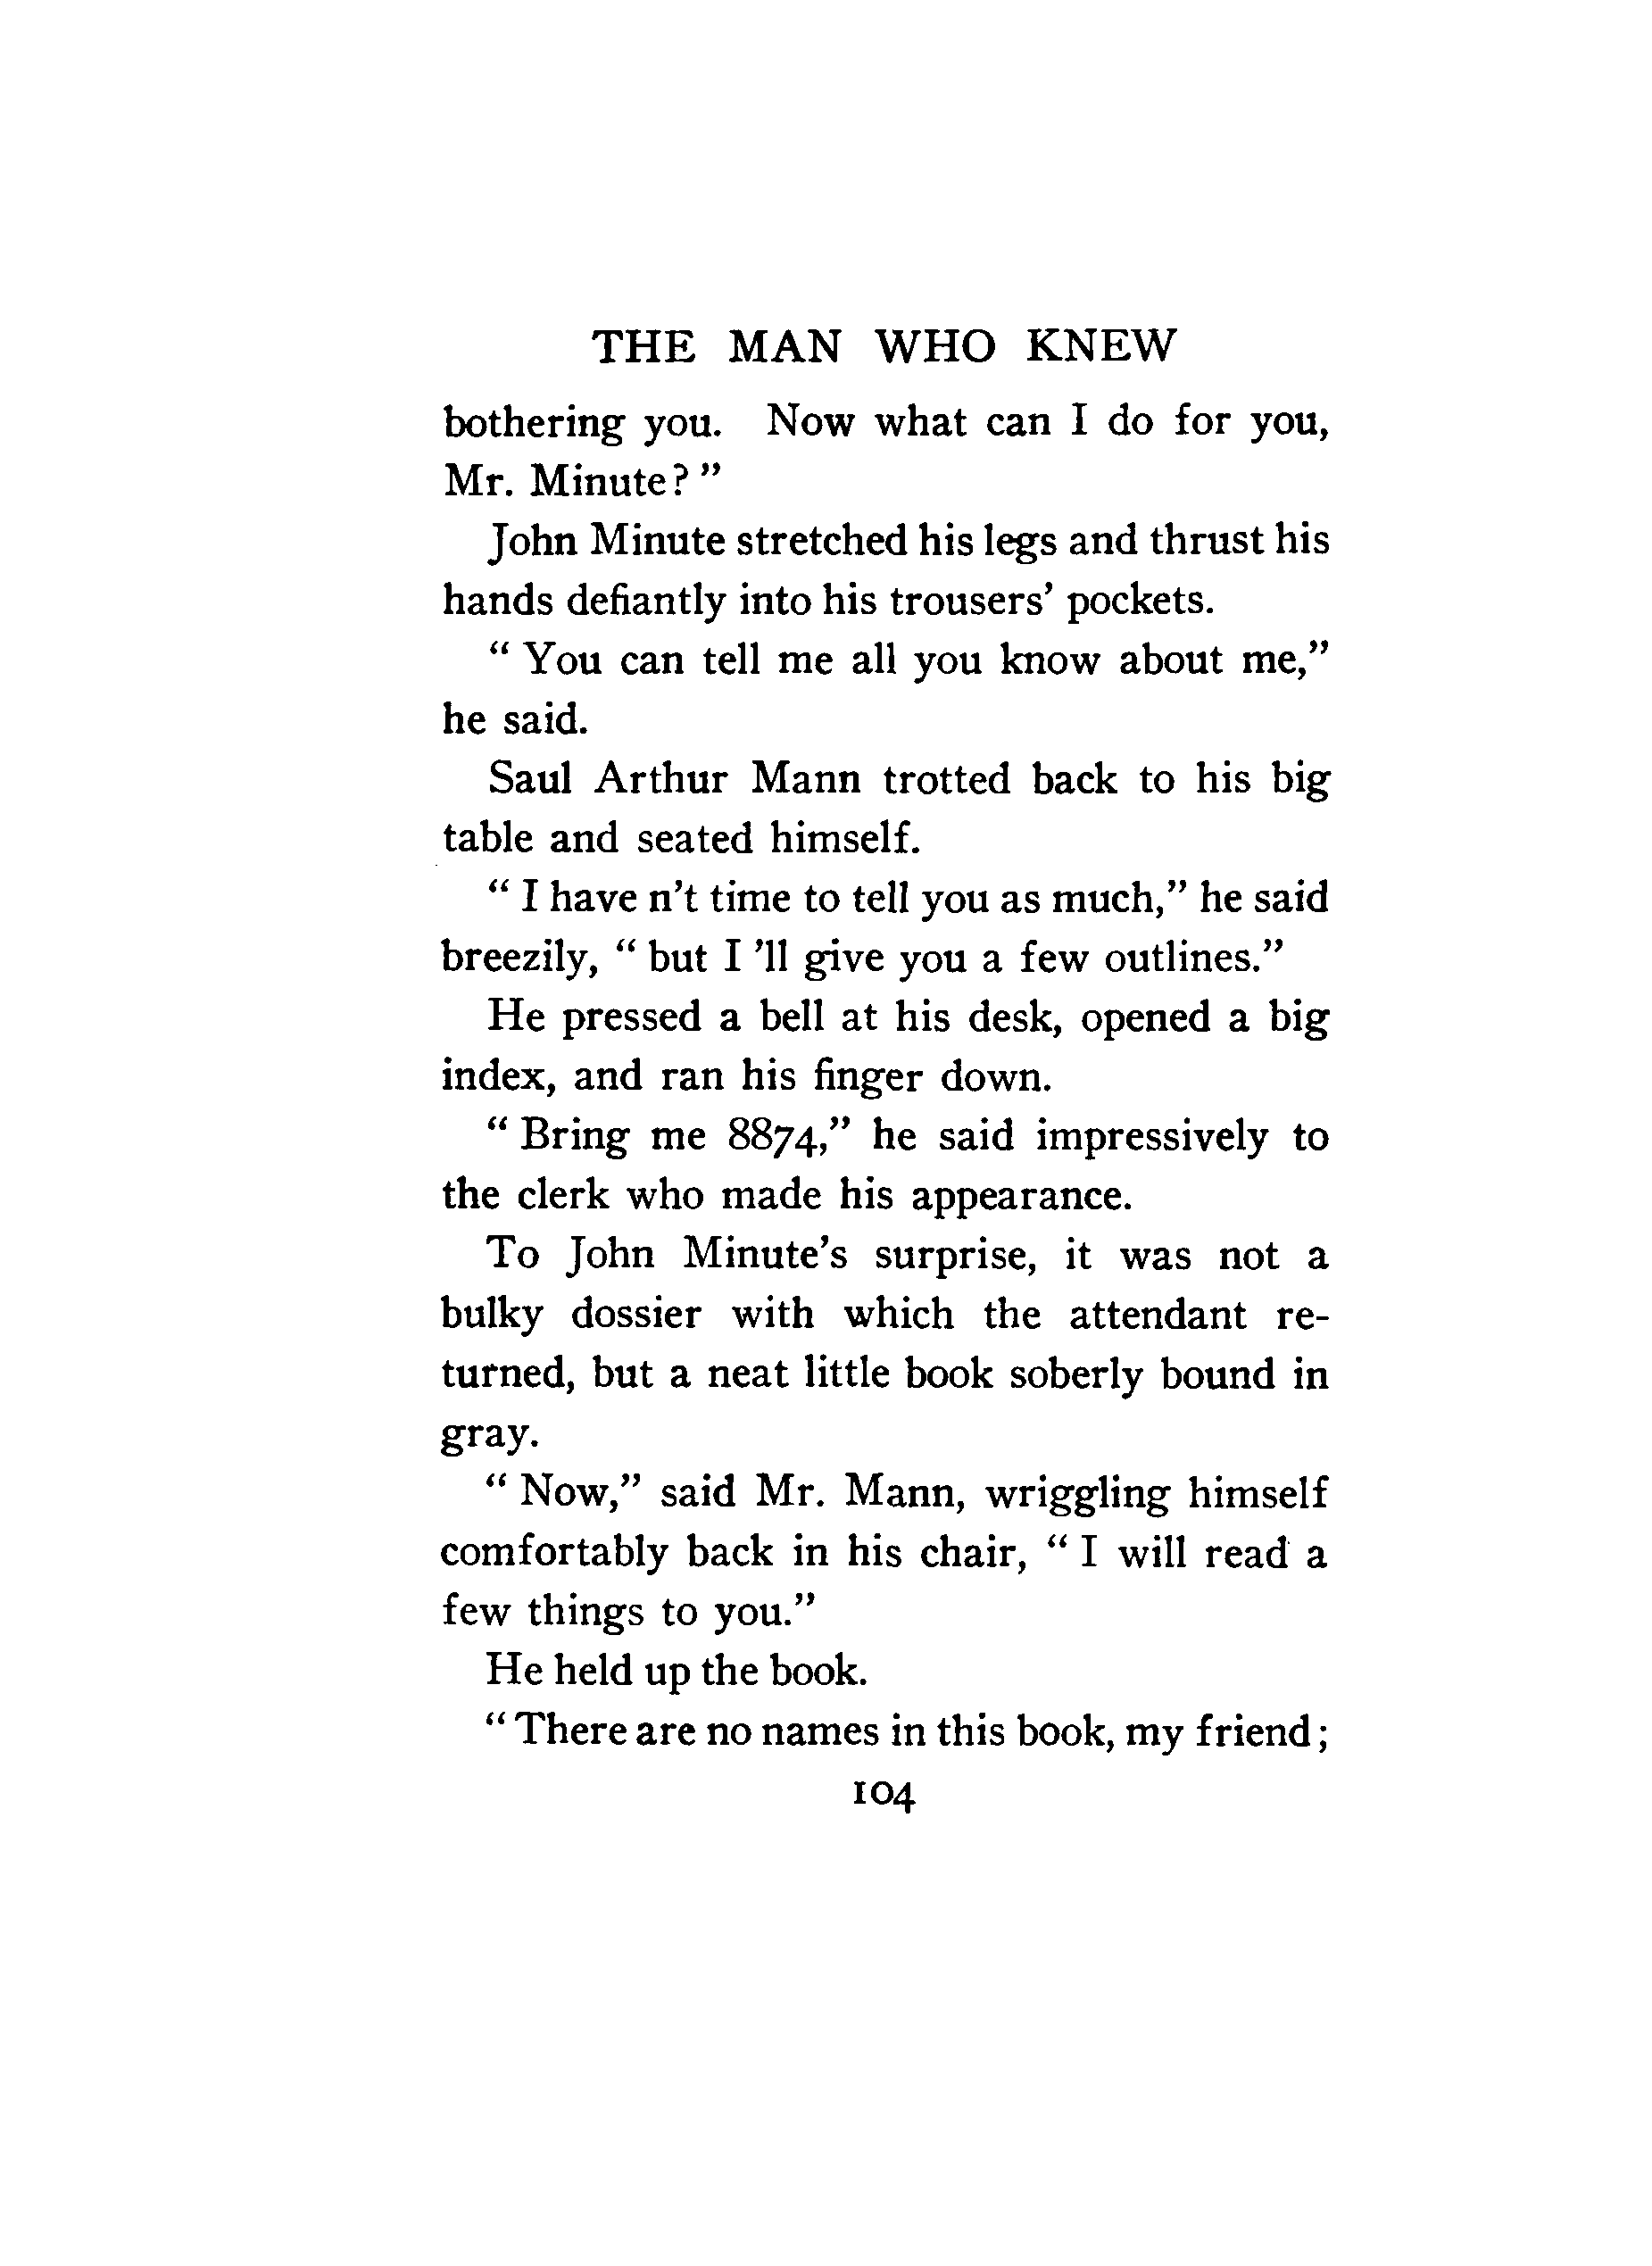 THE MAN WHO KNEW
bothering you. Now what can I do for you,
Mr. Minute? ”
John Minute stretched his legs and thrust his
hands defiantly into his trousers’ pockets.
“ You can tell me all you know about me,”
he said.
Saul Arthur Mann trotted back to his big
table and seated himself.
“ I have n’t time to tell you as much,” he said
breezily, “ but I ’ll give you a few outlines.”
He pressed a bell at his desk, opened a big
index, and ran his finger down.
“ Bring me 8874,” he said impressively to
the clerk who made his appearance.
To John Minute’s surprise, it was not a
bulky dossier with which the attendant re-
turned, but a neat little book soberly bound in
gray.
“ Now,” said Mr. Mann, wriggling himself
comfortably back in his chair, “ I will read a
few things to you.”
He held up the book.
“ There are no names in this book, my friend ;
104